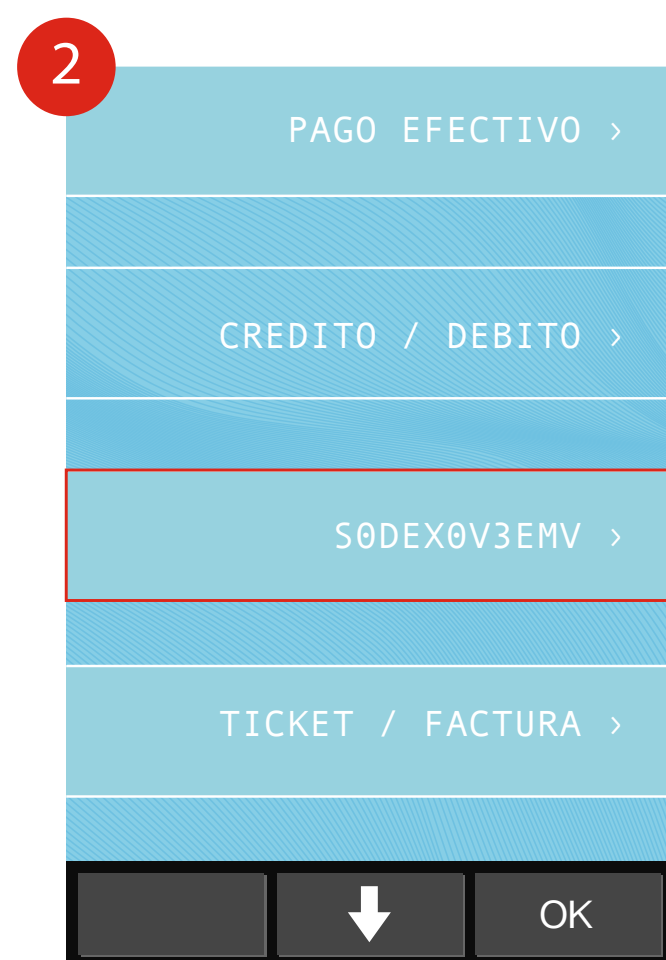 2
PAGO EFECTIVO >
CREDITO / DEBITO >
S0DEX0V3EMV >
TICKET / FACTURA >
OK